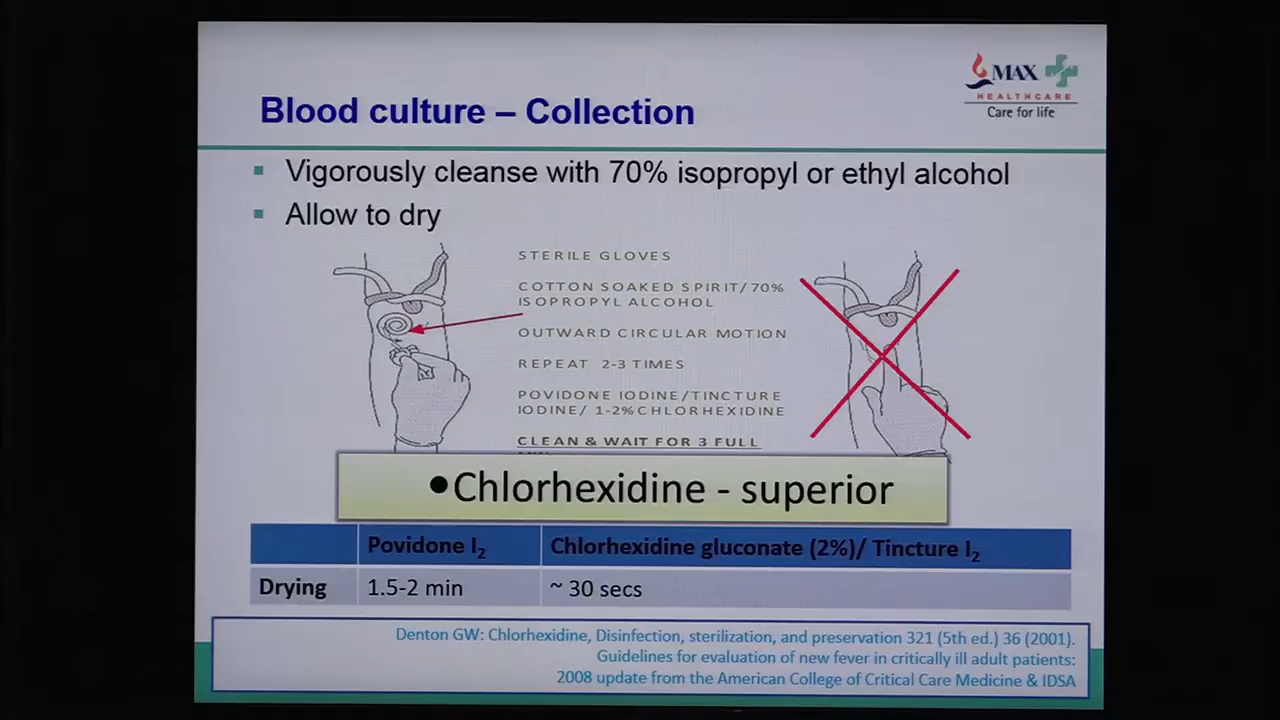 MAX
HEALTHCARE
Care for life
Blood culture – Collection
▪ Vigorously cleanse with 70% isopropyl or ethyl alcohol
▪ Allow to dry
STERILE GLOVES
COTTON SOAKED SPIRIT/70%
ISOPROPYL ALCOHOL
OUTWARD CIRCULAR MOTION
REPEAT 2-3 TIMES
POVIDONE IODINE/TINCTURE
IODINE/ 1-2%CHLORHEXIDINE
CLEAN & WAIT FOR 3 FULL
•Chlorhexidine - superior
Povidone I₂ Chlorhexidine gluconate (2%)/ Tincture I₂
Drying 1.5-2 min ~ 30 secs
Denton GW: Chlorhexidine, Disinfection, sterilization, and preservation 321 (5th ed.) 36 (2001).
Guidelines for evaluation of new fever in critically ill adult patients:
2008 update from the American College of Critical Care Medicine & IDSA